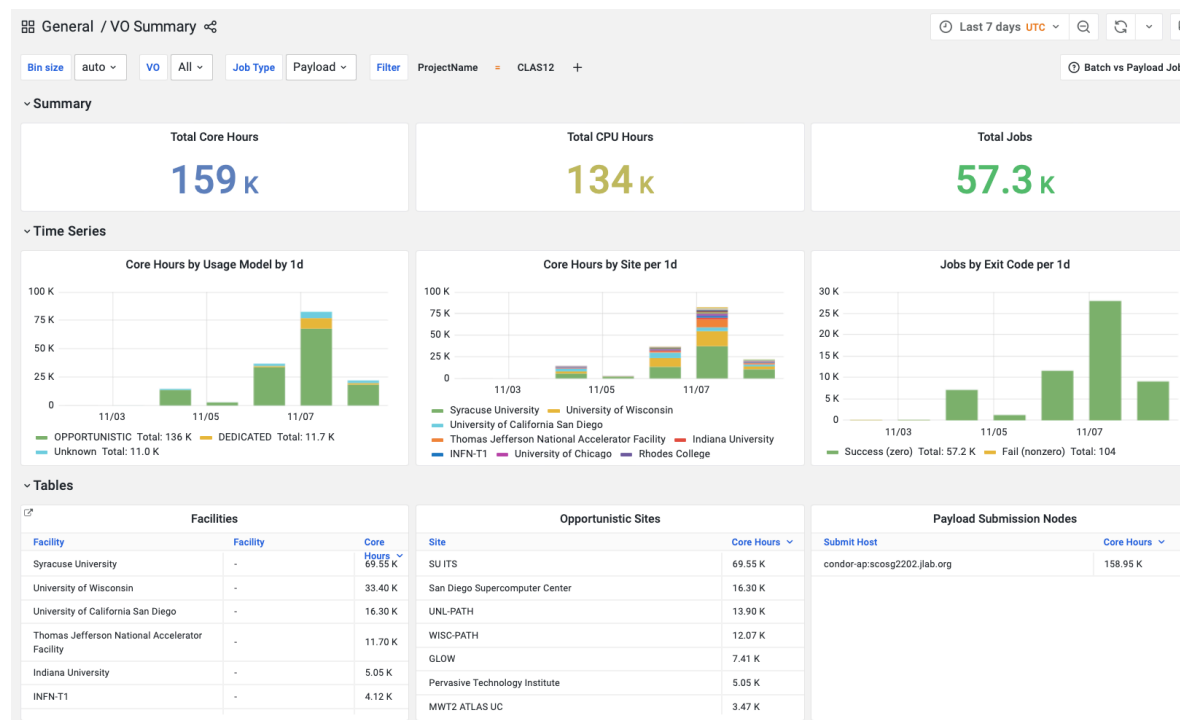 General / VO Summary
Last 7 days UTC
Bin size auto VO All Job Type Payload Filter ProjectName = CLAS12 +
Batch vs Payload Job
Summary
Total Core Hours
159 K
Total CPU Hours
134 K
Total Jobs
57.3 K
Time Series
Core Hours by Usage Model by 1d
100 K
75 K
50 K
25 K
0
11/03 11/05 11/07
OPPORTUNISTIC Total: 136 K DEDICATED Total: 11.7 K
Unknown Total: 11.0 K
Core Hours by Site per 1d
100 K
75 K
50 K
25 K
0
11/03 11/05 11/07
Syracuse University University of Wisconsin
University of California San Diego
Thomas Jefferson National Accelerator Facility Indiana University
INFN-T1 University of Chicago Rhodes College
Jobs by Exit Code per 1d
30 K
25 K
20 K
15 K
10 K
5 K
0
11/03 11/05 11/07
Success (zero) Total: 57.2 K Fail (nonzero) Total: 104
Tables
Facilities
Facility Facility Core Hours
Syracuse University - 69.55 K
University of Wisconsin - 33.40 K
University of California San Diego - 16.30 K
Thomas Jefferson National Accelerator
Facility - 11.70 K
Indiana University - 5.05 K
INFN-T1 - 4.12 K
Opportunistic Sites
Site Core Hours
SU ITS 69.55 K
San Diego Supercomputer Center 16.30 K
UNL-PATH 13.90 K
WISC-PATH 12.07 K
GLOW 7.41 K
Pervasive Technology Institute 5.05 K
MWT2 ATLAS UC 3.47 K
Payload Submission Nodes
Submit Host Core Hours
condor-ap:scosg2202.jlab.org 158.95 K